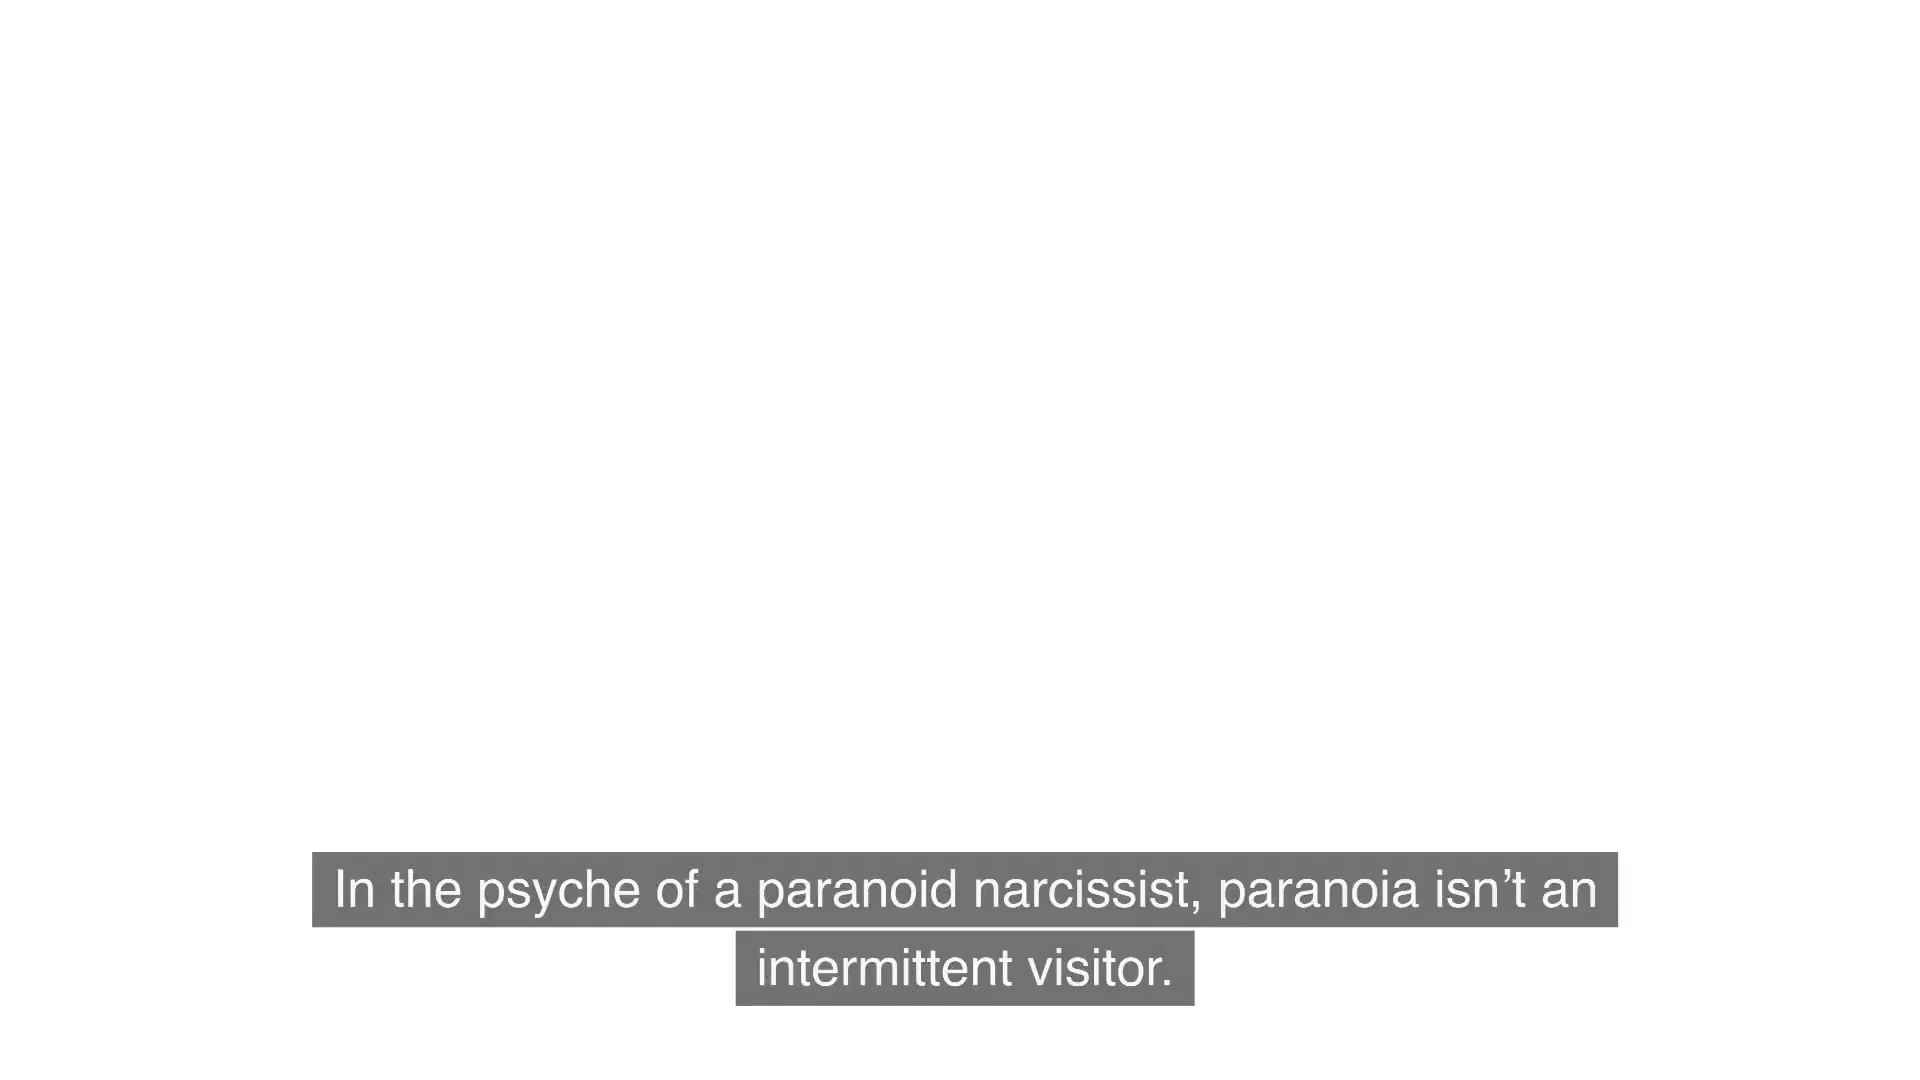 In the psyche of a paranoid narcissist, paranoia isn’t an
intermittent visitor.